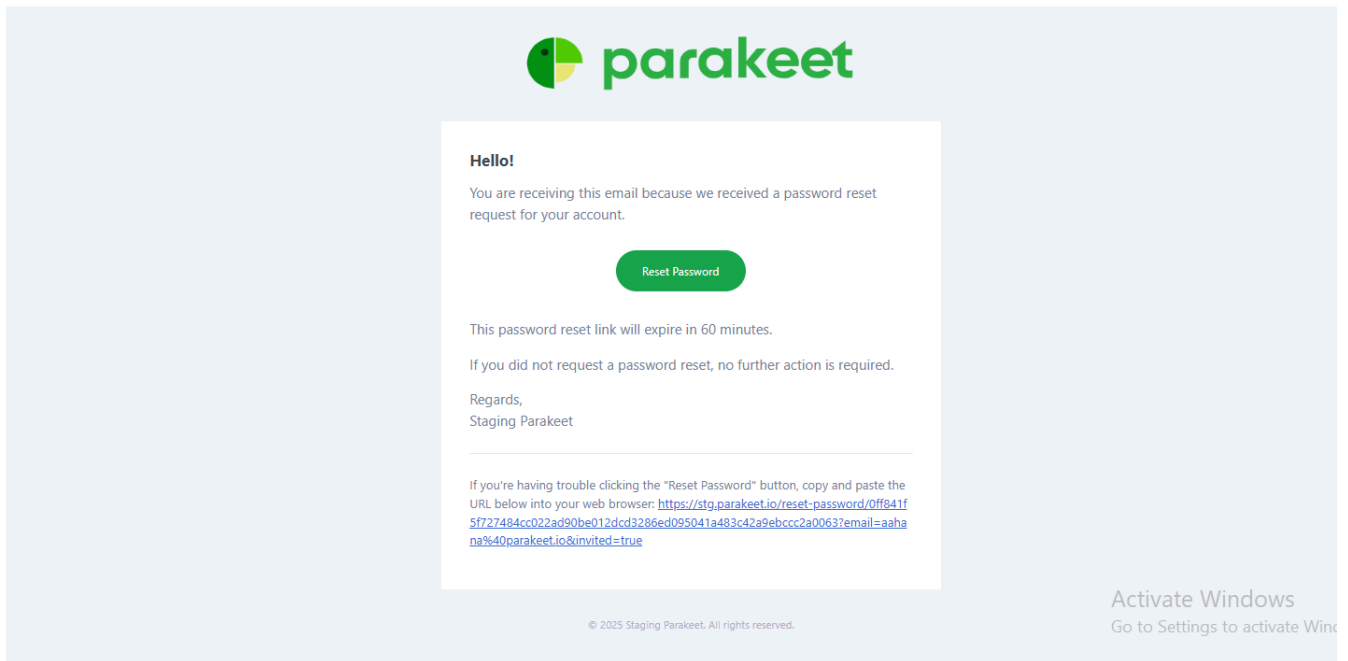 parakeet
Hello!
You are receiving this email because we received a password reset
request for your account.
Reset Password
This password reset link will expire in 60 minutes.
If you did not request a password reset, no further action is required.
Regards,
Staging Parakeet
If you're having trouble clicking the "Reset Password" button, copy and paste the
URL below into your web browser: https://stg.parakeet.io/reset-password/0ff841f
5f727484cc022ad90be012dcd3286ed095041a483c42a9ebccc2a0063?email=aaha
na%40parakeet.io&invited=true
© 2025 Staging Parakeet. All rights reserved.
Activate Windows
Go to Settings to activate Winc